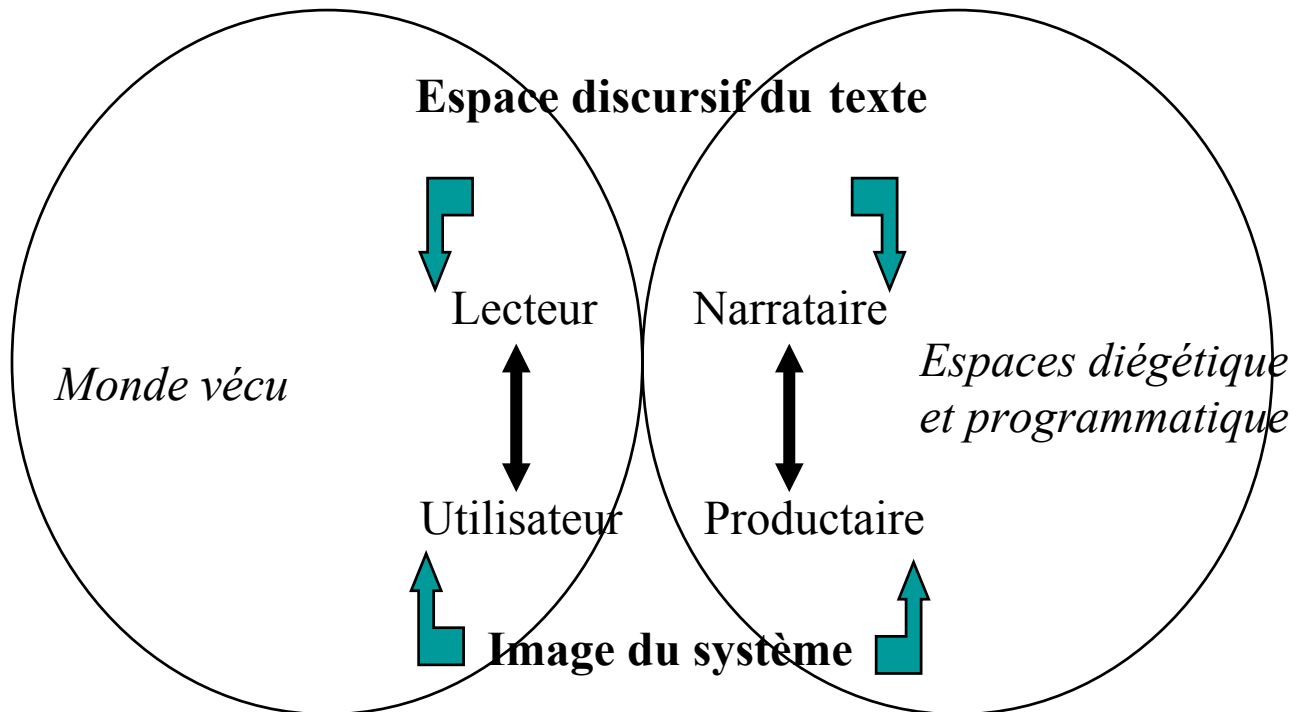 Espace discursif du texte
Lecteur
Narrataire
Monde vécu
Espaces diégétique
et programmatique
Utilisateur
Productaire
Image du système